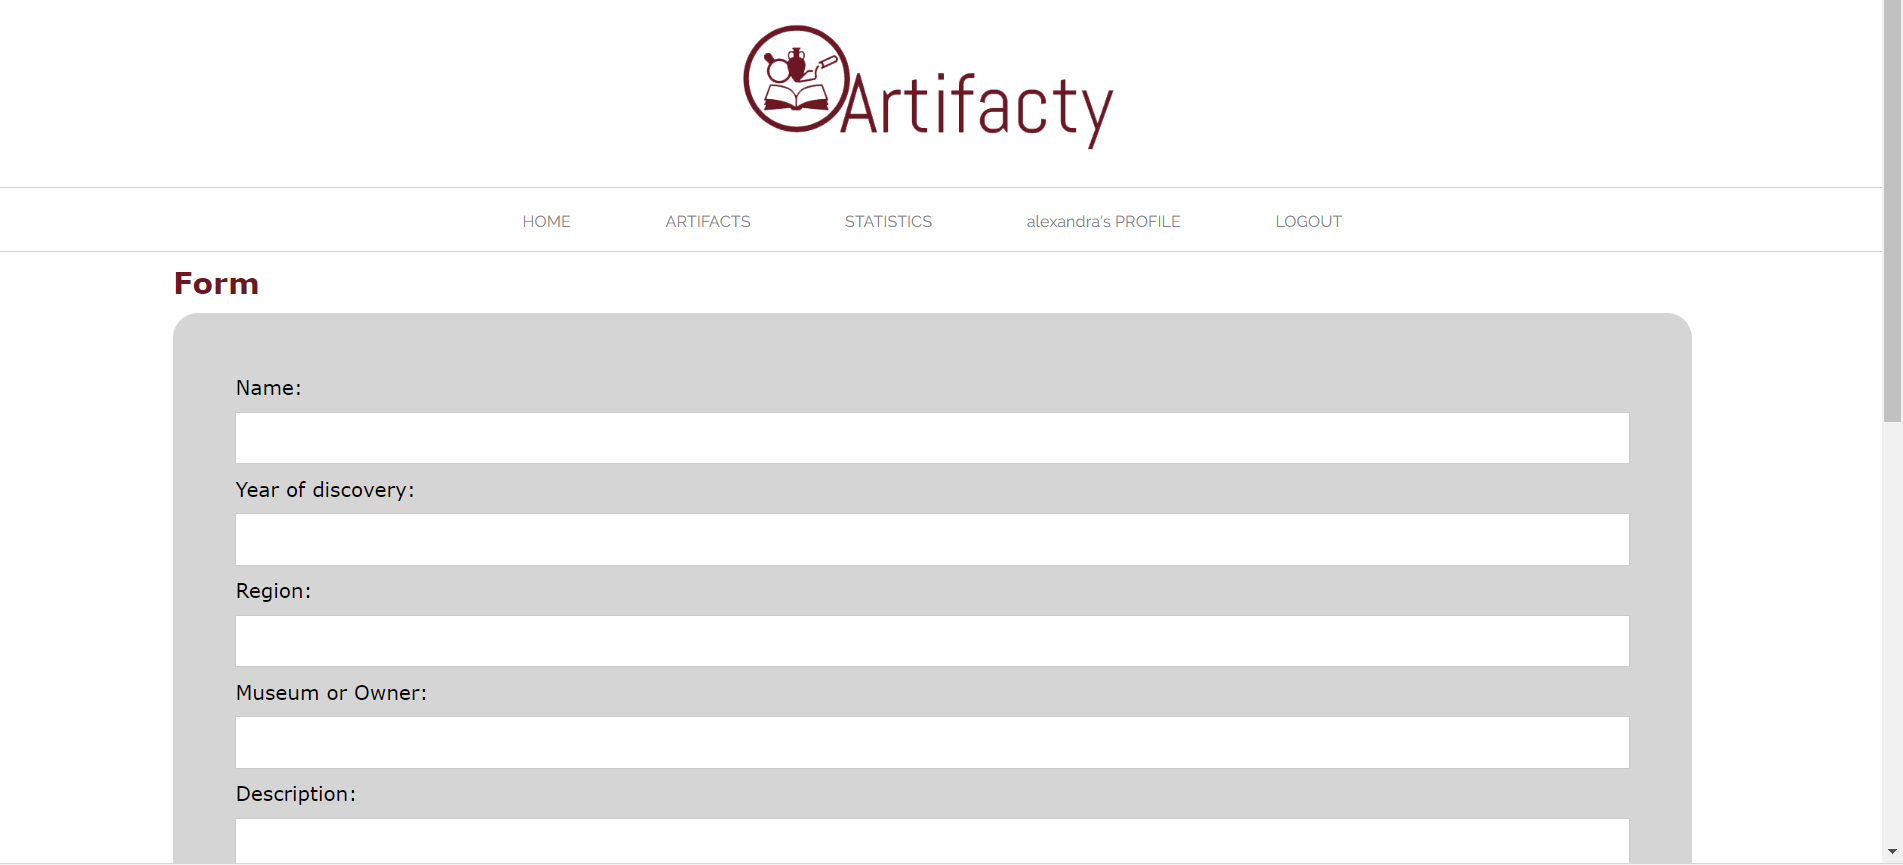 Artifacty
HOME ARTIFACTS STATISTICS alexandra's PROFILE LOGOUT
Form
Name:
Year of discovery:
Region:
Museum or Owner:
Description: